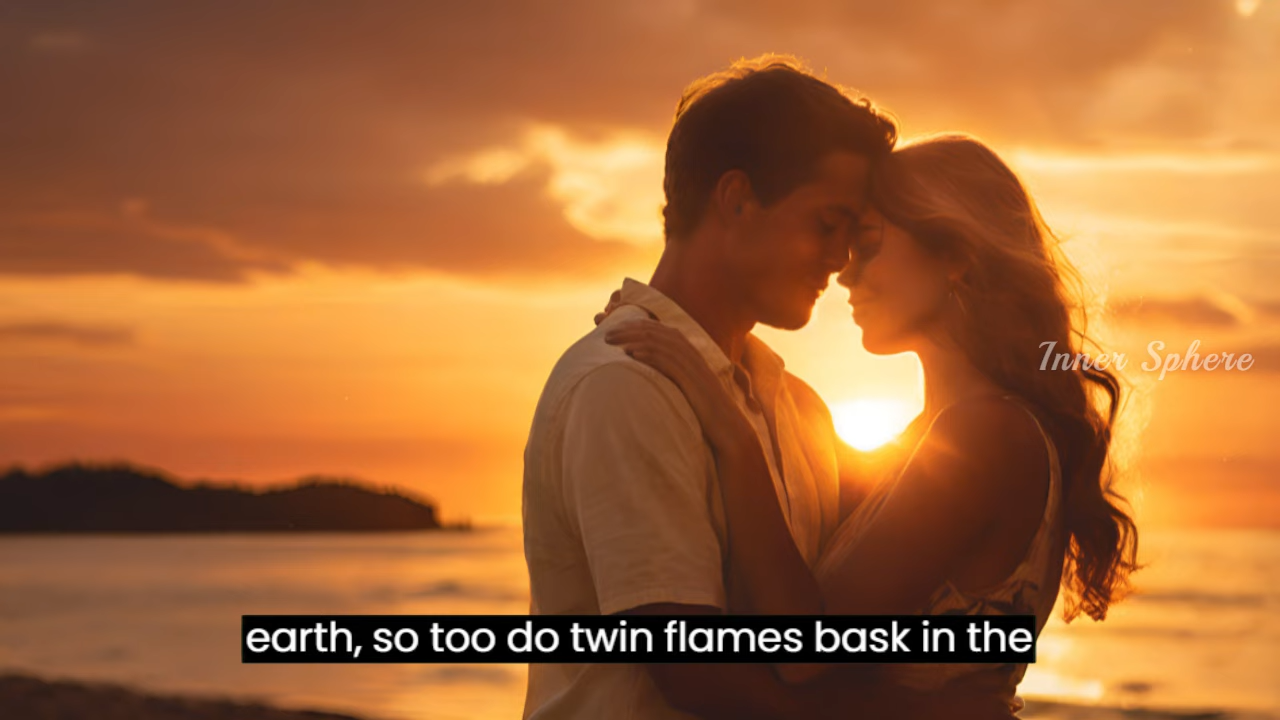 Inner Sphere
earth, so too do twin flames bask in the